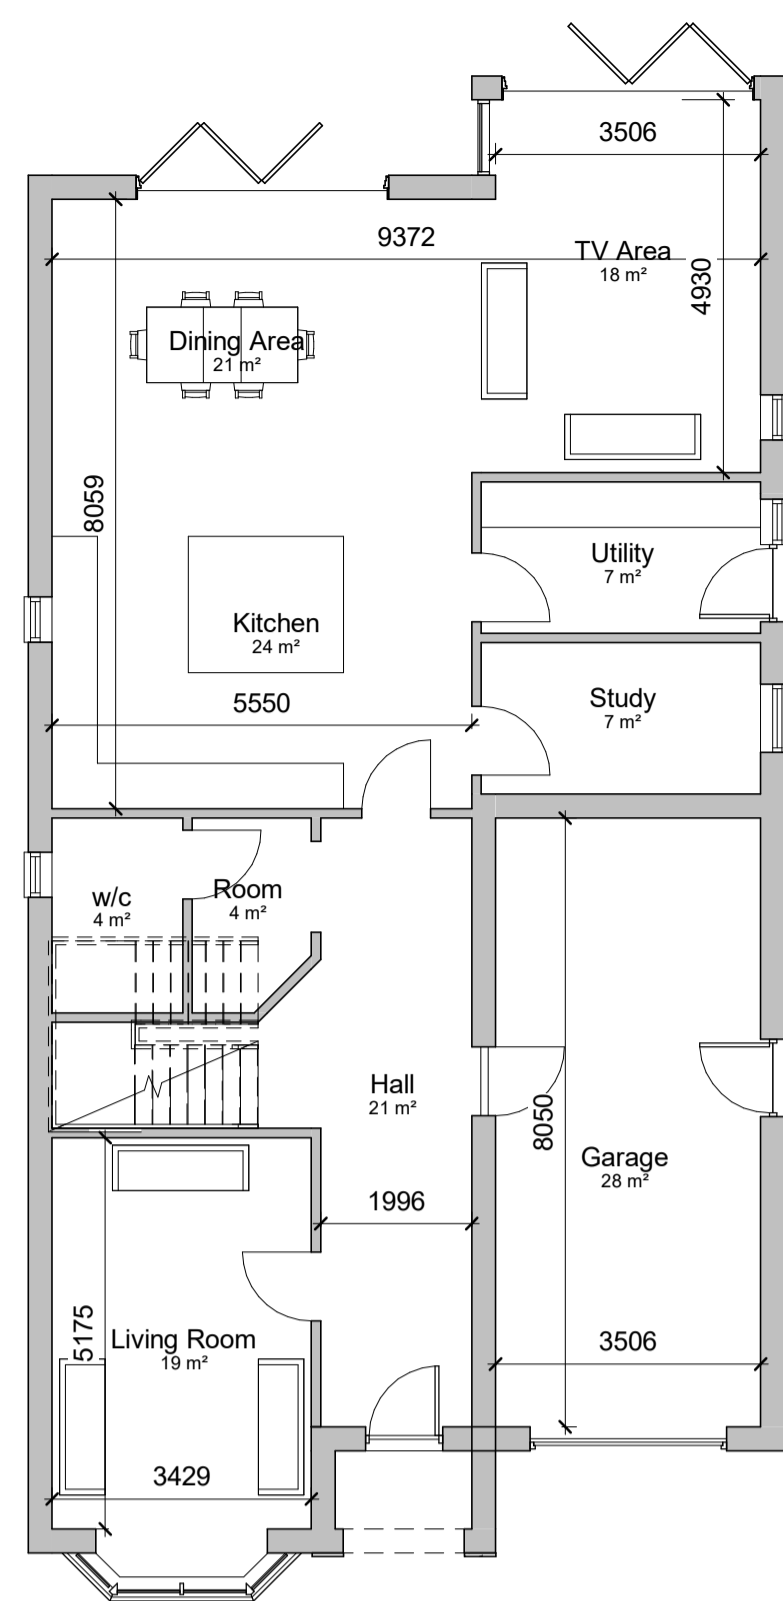 3506
9372
TV Area
18 m²
4930
Dining Area
21 m²
8059
Utility
7 m²
Kitchen
24 m²
5550
Study
7 m²
w/c
4 m²
Room
4 m²
Hall
21 m²
8050
Garage
28 m²
1996
5175
Living Room
19 m²
3506
3429